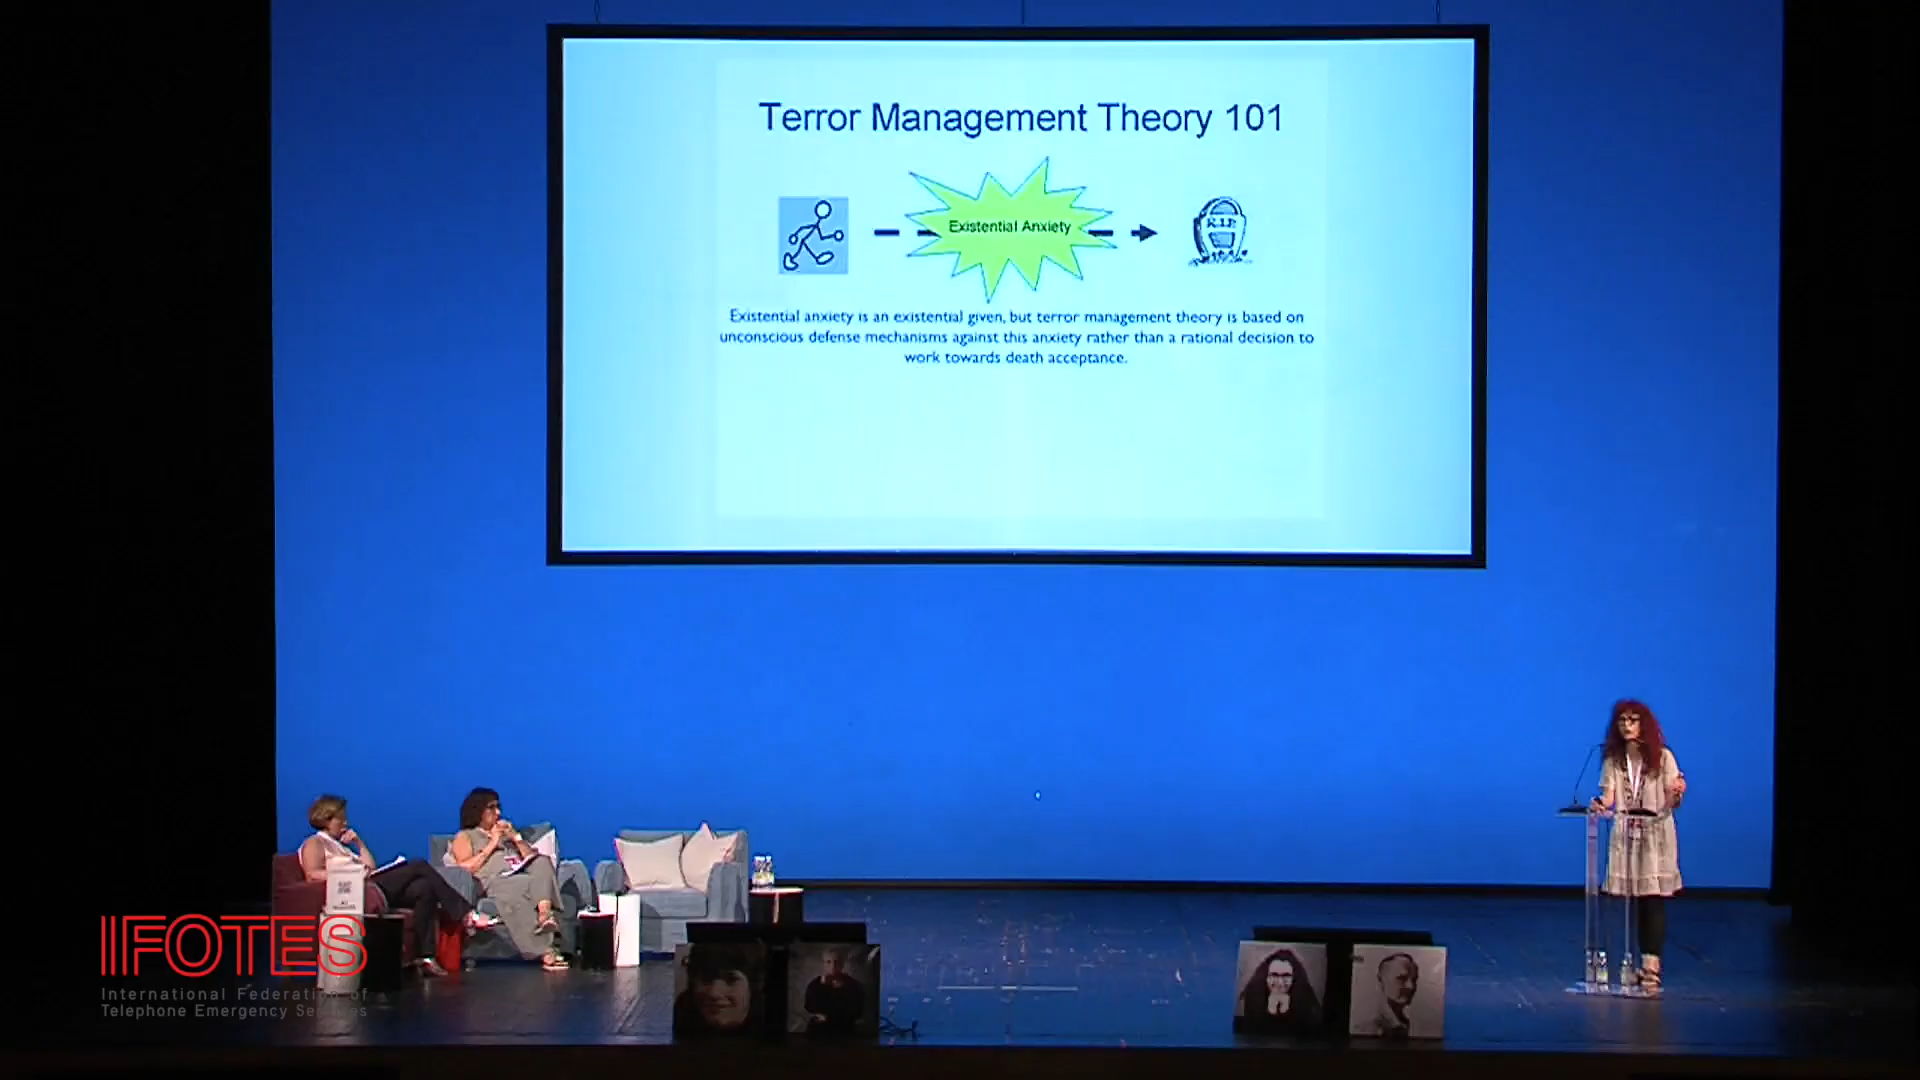 Terror Management Theory 101
Existential Anxiety
R.I.P.
Existential anxiety is an existential given, but terror management theory is based on
unconscious defense mechanisms against this anxiety rather than a rational decision to
work towards death acceptance.
IFOTES
International Federation of
Telephone Emergency Services